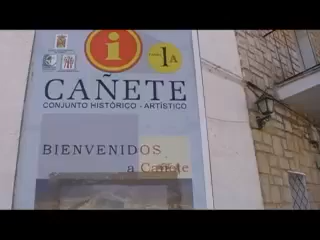 i
1A
CAÑETE
CONJUNTO HISTÓRICO - ARTÍSTICO
BIENVENIDOS
a Cañete